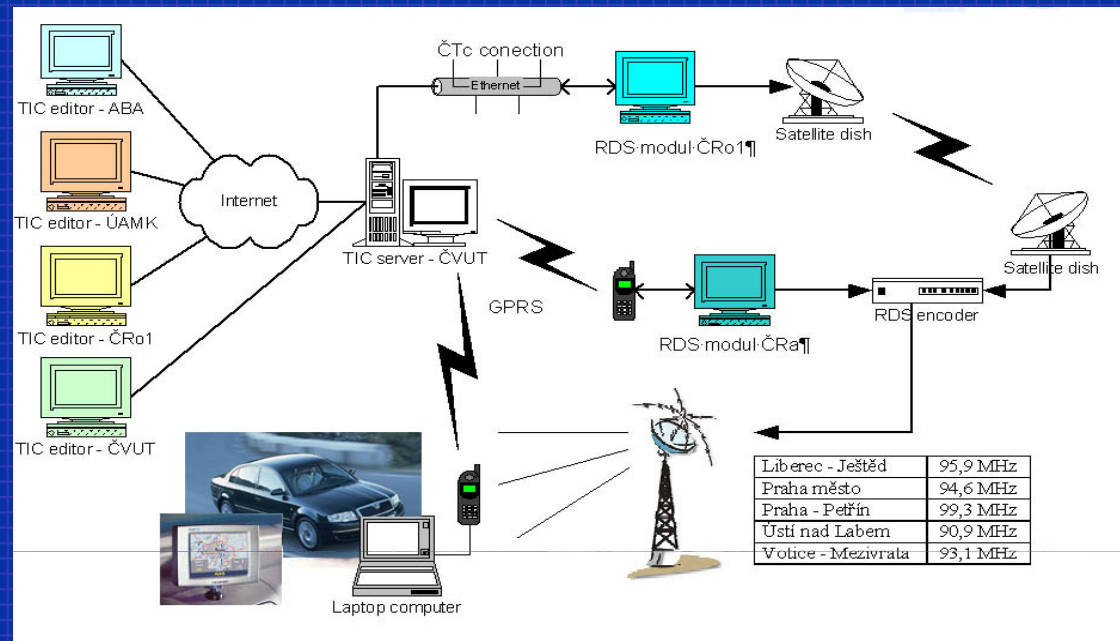 ČTc conection
Ethernet
TIC editor - ABA
RDS·modul·ČRo1¶
Satellite dish
TIC editor - ÚAMK
Internet
TIC server - ČVUT
Satellite dish
GPRS
RDS encoder
TIC editor - ČRo1
RDS·modul·ČRa¶
TIC editor - ČVUT
Liberec - Ještěd 95,9 MHz
Praha město 94,6 MHz
Praha - Petřín 99,3 MHz
Ústí nad Labem 90,9 MHz
Votice - Mezivrata 93,1 MHz
Laptop computer